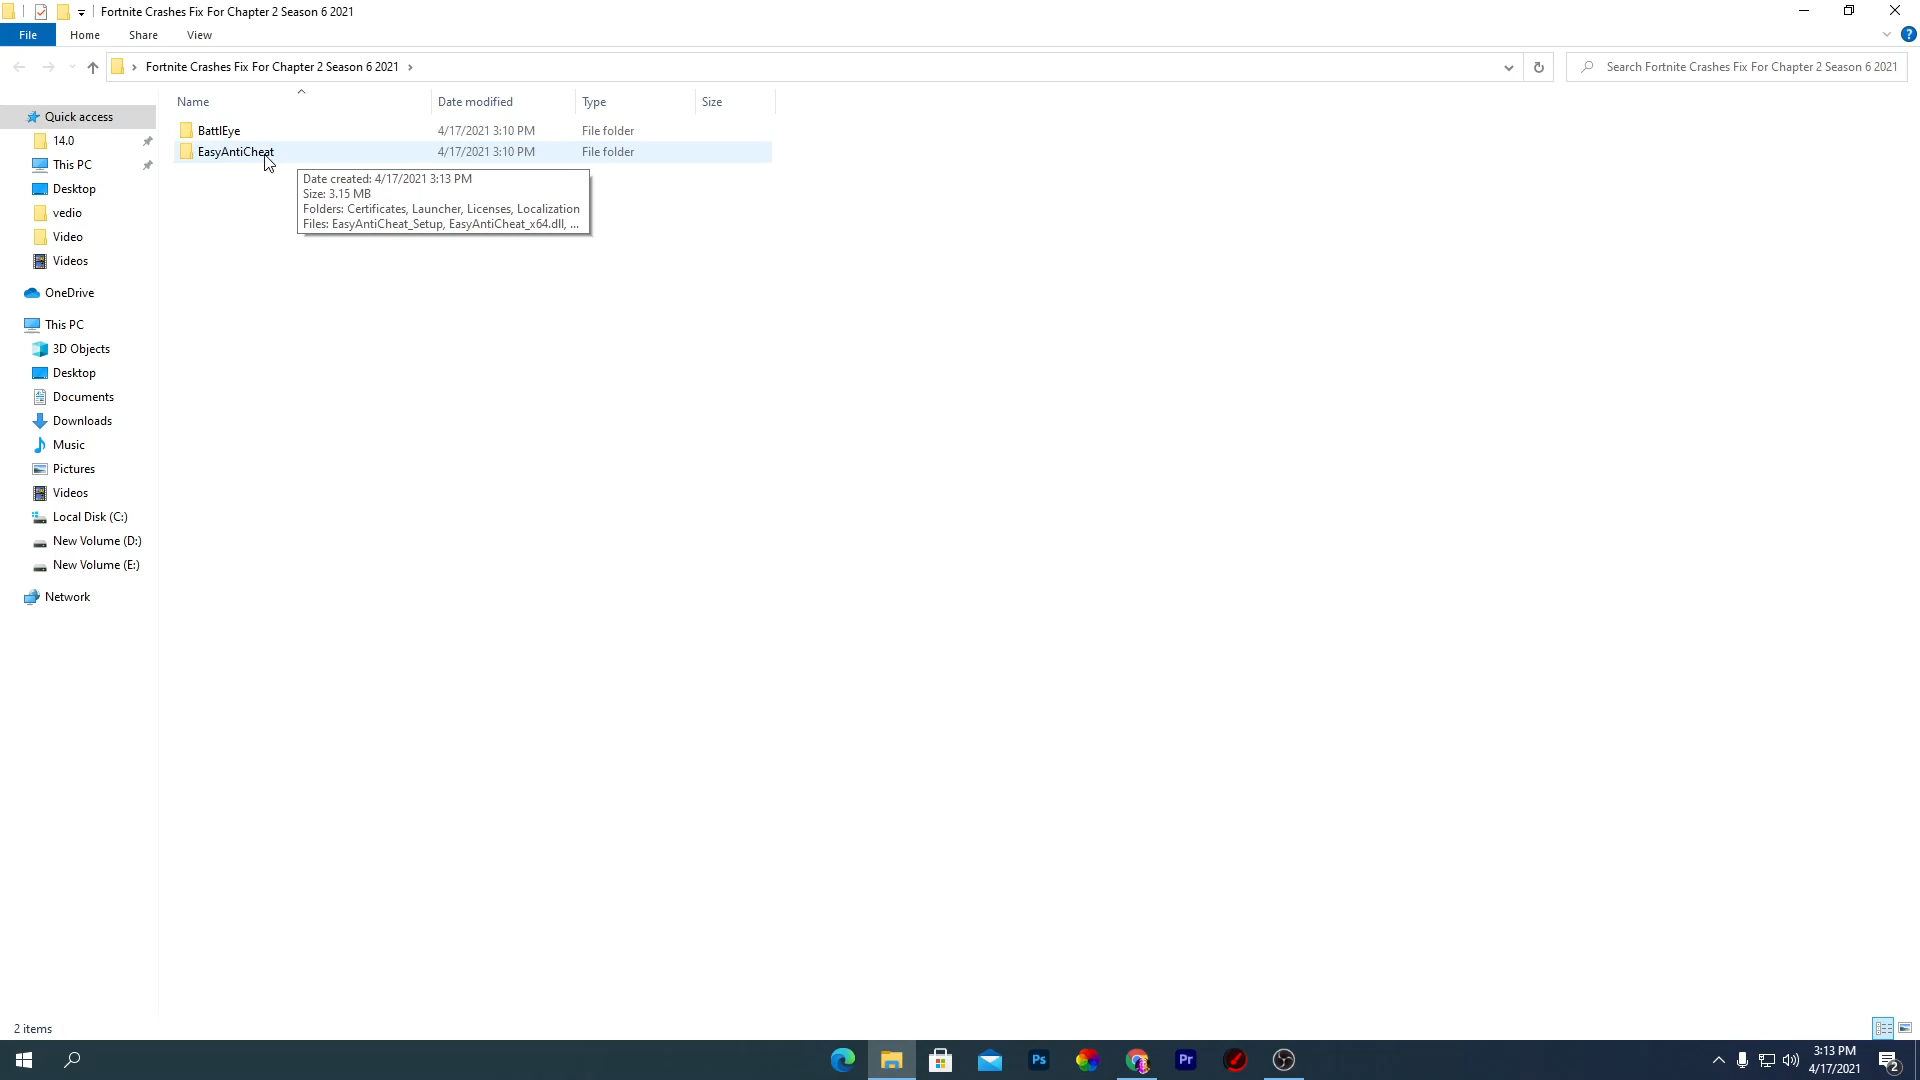 Fortnite Crashes Fix For Chapter 2 Season 6 2021
File Home Share View
?
Fortnite Crashes Fix For Chapter 2 Season 6 2021
Search Fortnite Crashes Fix For Chapter 2 Season 6 2021
Name Date modified Type Size
BattlEye 4/17/2021 3:10 PM File folder
EasyAntiCheat 4/17/2021 3:10 PM File folder
Date created: 4/17/2021 3:13 PM
Size: 3.15 MB
Folders: Certificates, Launcher, Licenses, Localization
Files: EasyAntiCheat_Setup, EasyAntiCheat_x64.dll, ...
Quick access
14.0
This PC
Desktop
vedio
Video
Videos
OneDrive
This PC
3D Objects
Desktop
Documents
Downloads
Music
Pictures
Videos
Local Disk (C:)
New Volume (D:)
New Volume (E:)
Network
2 items
Ps
Pr
3:13 PM
4/17/2021
2